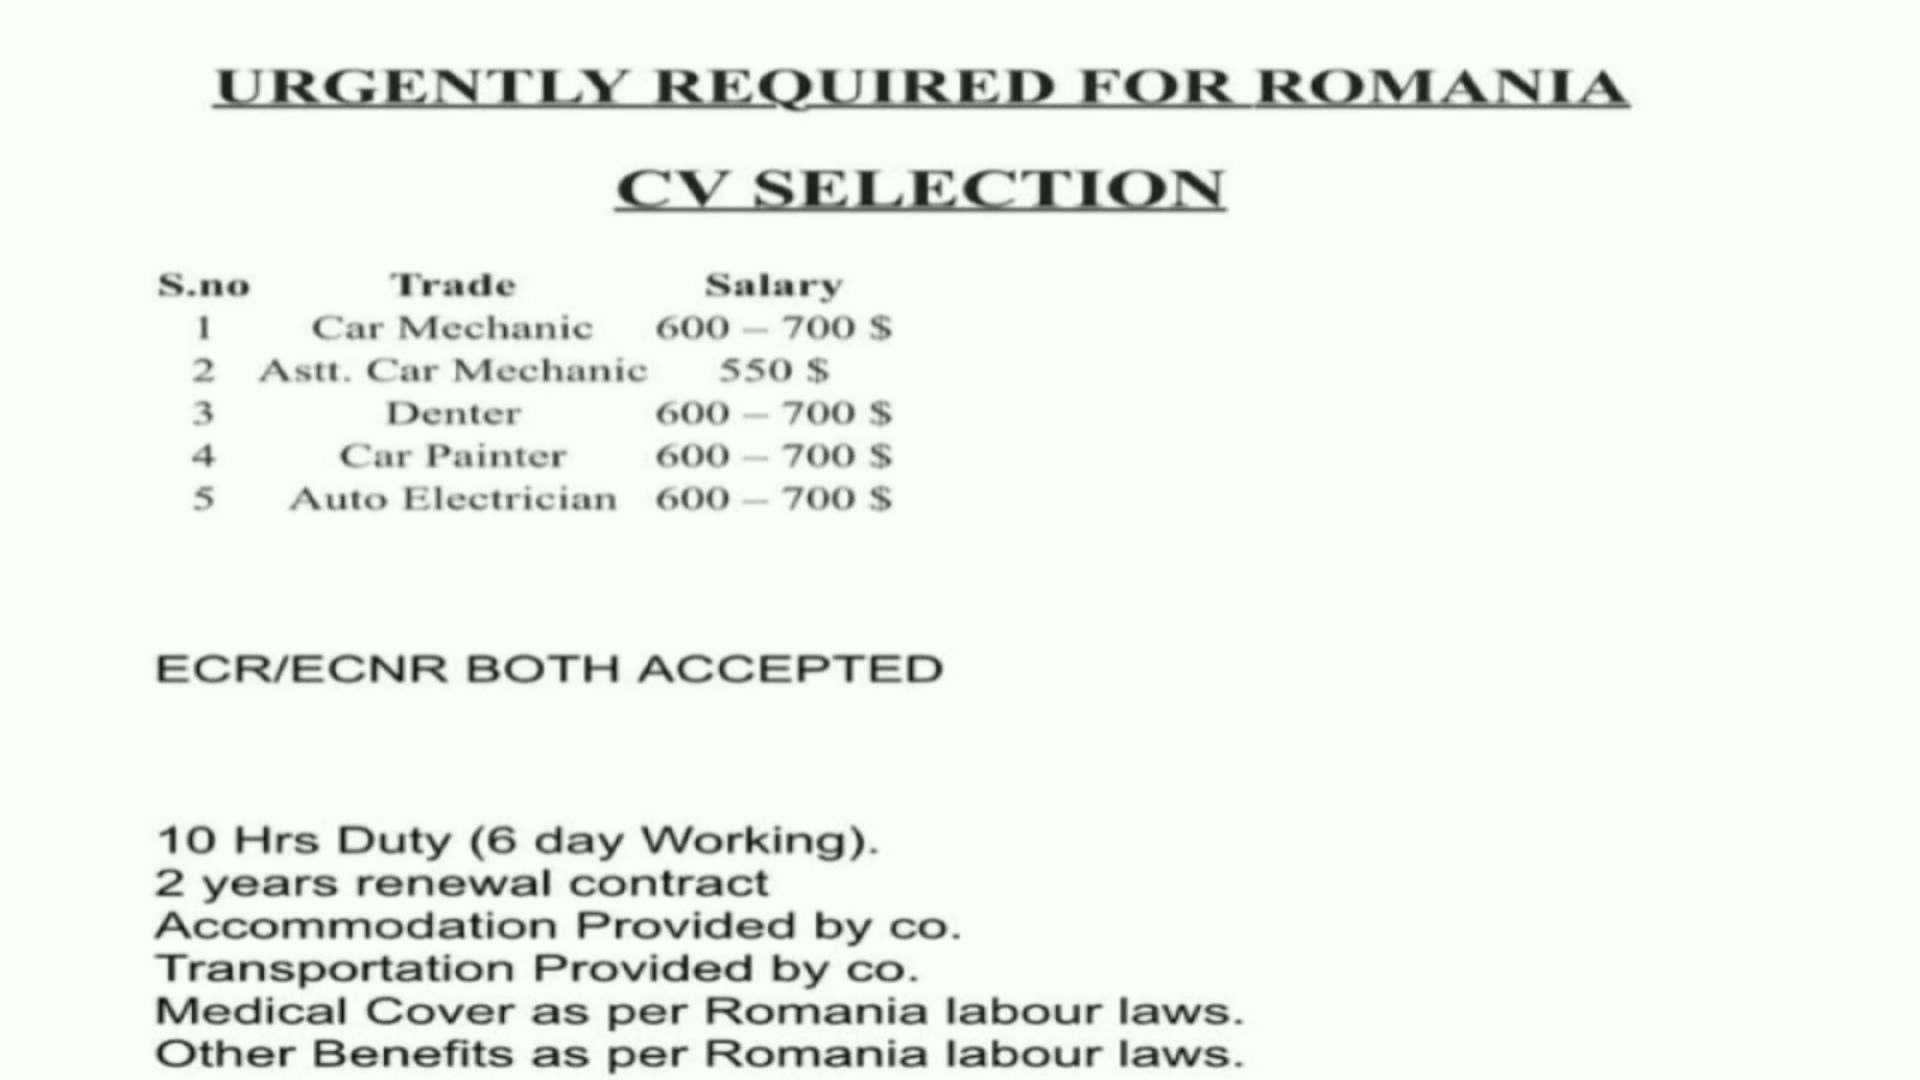 URGENTLY REQUIRED FOR ROMANIA
CV SELECTION
S.no Trade Salary
1 Car Mechanic 600 – 700 $
2 Astt. Car Mechanic 550 $
3 Denter 600 – 700 $
4 Car Painter 600 – 700 $
5 Auto Electrician 600 – 700 $
ECR/ECNR BOTH ACCEPTED
10 Hrs Duty (6 day Working).
2 years renewal contract
Accommodation Provided by co.
Transportation Provided by co.
Medical Cover as per Romania labour laws.
Other Benefits as per Romania labour laws.